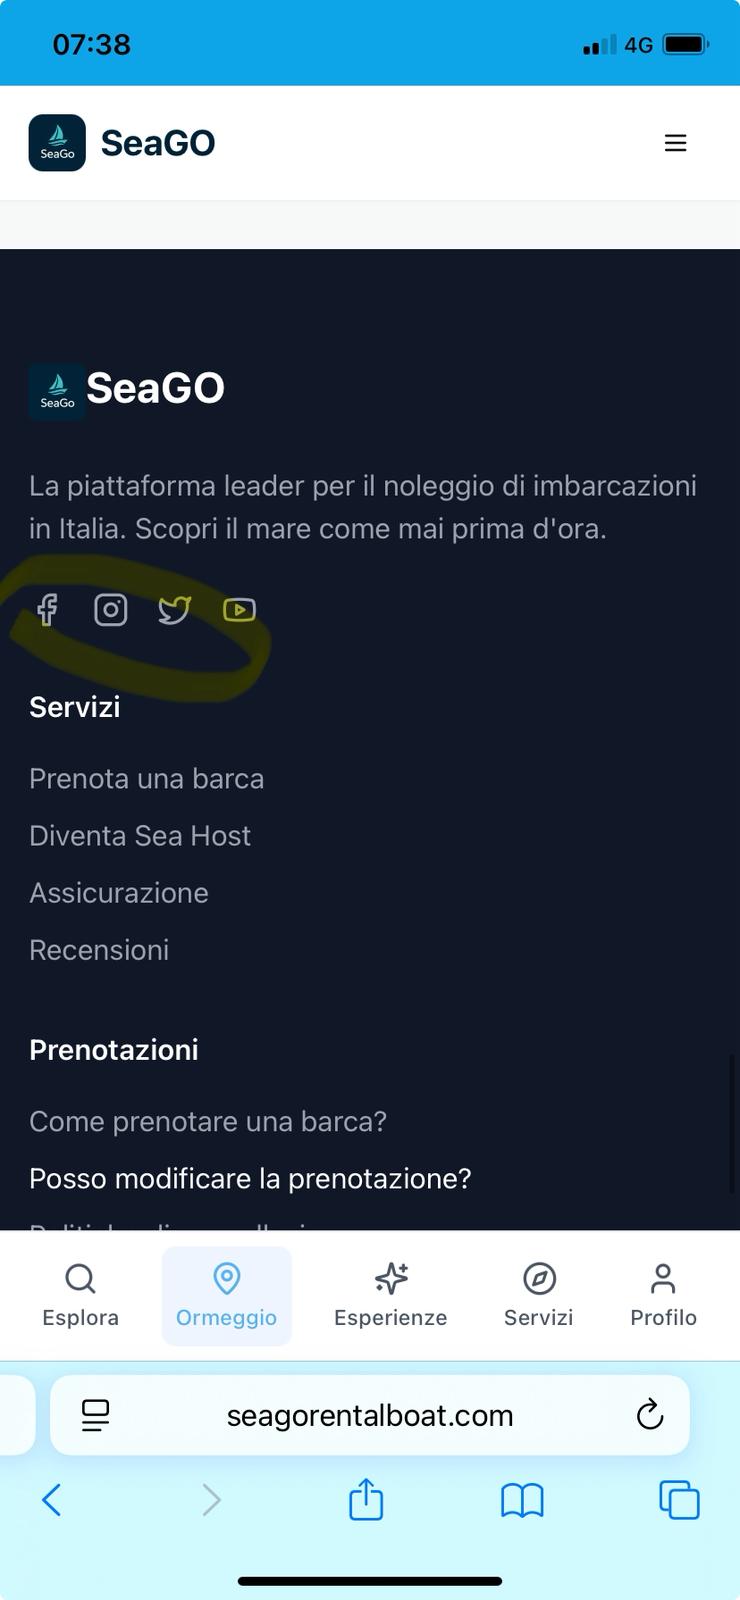 07:38
4G
SeaGo
SeaGO
SeaGo
SeaGO
La piattaforma leader per il noleggio di imbarcazioni
in Italia. Scopri il mare come mai prima d'ora.
Servizi
Prenota una barca
Diventa Sea Host
Assicurazione
Recensioni
Prenotazioni
Come prenotare una barca?
Posso modificare la prenotazione?
Esplora
Ormeggio
Esperienze
Servizi
Profilo
seagorentalboat.com